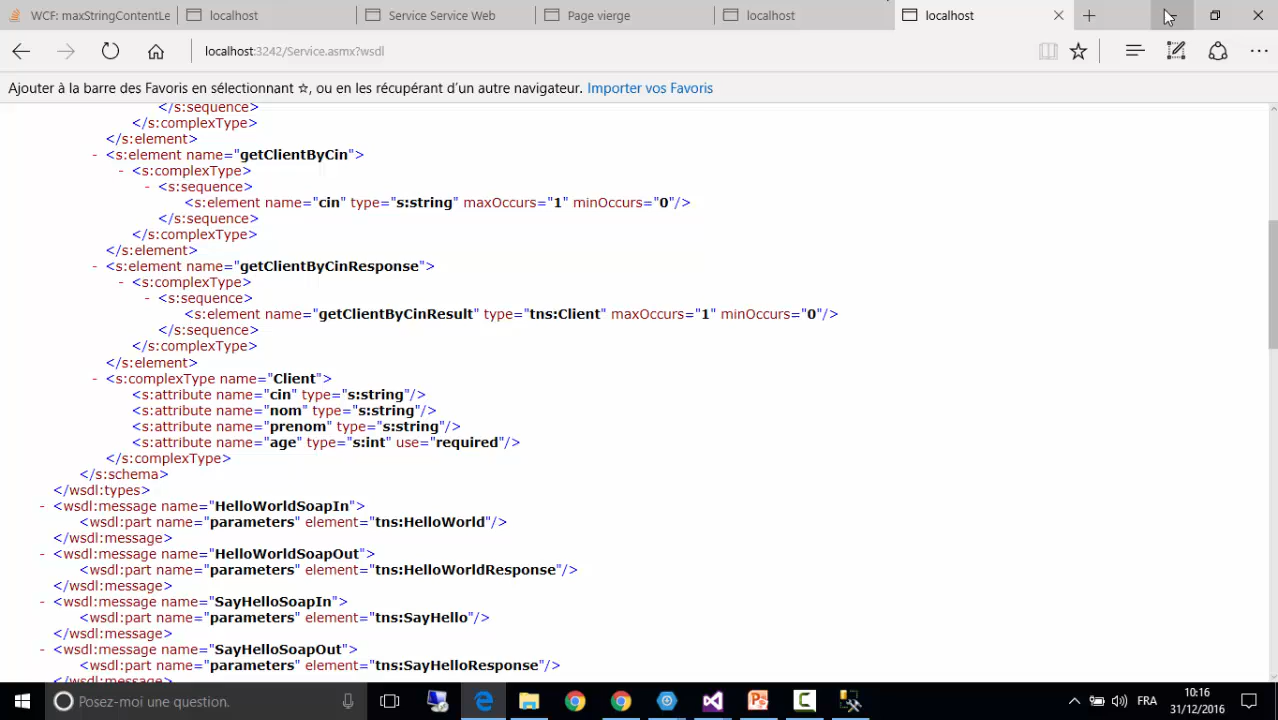 WCF: maxStringContentLe
localhost
Service Service Web
Page vierge
localhost
localhost
localhost:3242/Service.asmx?wsdl
Ajouter à la barre des Favoris en sélectionnant ☆, ou en les récupérant d'un autre navigateur. Importer vos Favoris
</s:sequence>
</s:complexType>
</s:element>
- <s:element name="getClientByCin">
- <s:complexType>
- <s:sequence>
<s:element name="cin" type="s:string" maxOccurs="1" minOccurs="0"/>
</s:sequence>
</s:complexType>
</s:element>
- <s:element name="getClientByCinResponse">
- <s:complexType>
- <s:sequence>
<s:element name="getClientByCinResult" type="tns:Client" maxOccurs="1" minOccurs="0"/>
</s:sequence>
</s:complexType>
</s:element>
- <s:complexType name="Client">
<s:attribute name="cin" type="s:string"/>
<s:attribute name="nom" type="s:string"/>
<s:attribute name="prenom" type="s:string"/>
<s:attribute name="age" type="s:int" use="required"/>
</s:complexType>
</s:schema>
</wsdl:types>
- <wsdl:message name="HelloWorldSoapIn">
<wsdl:part name="parameters" element="tns:HelloWorld"/>
</wsdl:message>
- <wsdl:message name="HelloWorldSoapOut">
<wsdl:part name="parameters" element="tns:HelloWorldResponse"/>
</wsdl:message>
- <wsdl:message name="SayHelloSoapIn">
<wsdl:part name="parameters" element="tns:SayHello"/>
</wsdl:message>
- <wsdl:message name="SayHelloSoapOut">
<wsdl:part name="parameters" element="tns:SayHelloResponse"/>
</wsdl:message>
Posez-moi une question.
FRA
10:16
31/12/2016